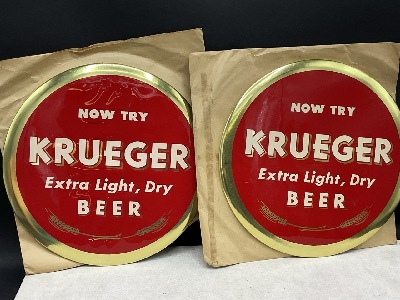 NOW TRY
KRUEGER
Extra Light, Dry
BEER
NOW TRY
KRUEGER
Extra Light, Dry
BEER